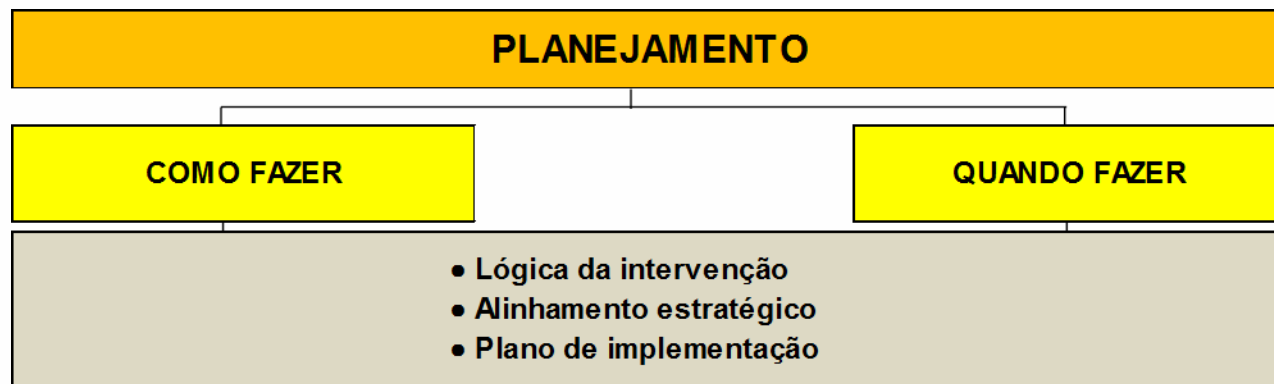 PLANEJAMENTO
COMO FAZER
QUANDO FAZER
● Lógica da intervenção
● Alinhamento estratégico
● Plano de implementação